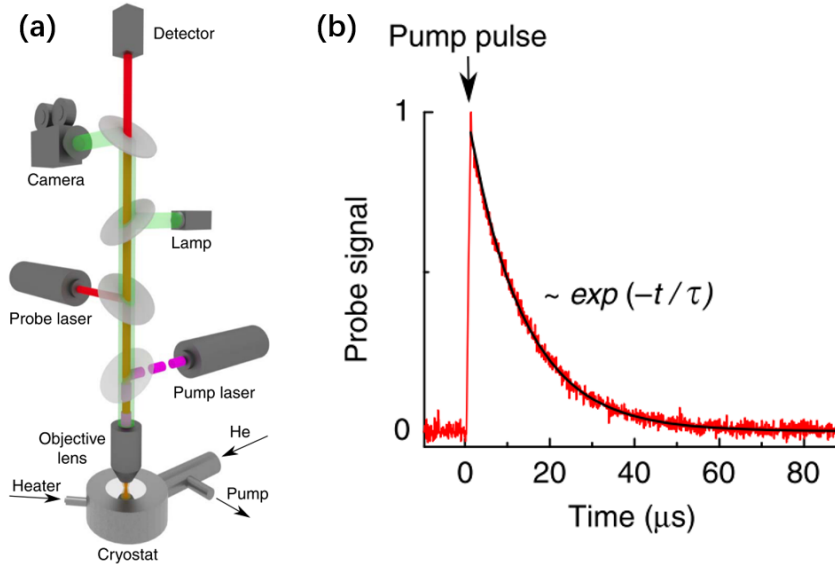 (a)
Detector
Camera
Lamp
Probe laser
Pump laser
Objective
lens
He
Heater
Pump
Cryostat
(b)
Pump pulse
1
~ exp (−t / τ)
0
Probe signal
0
20
40
60
80
Time (μs)